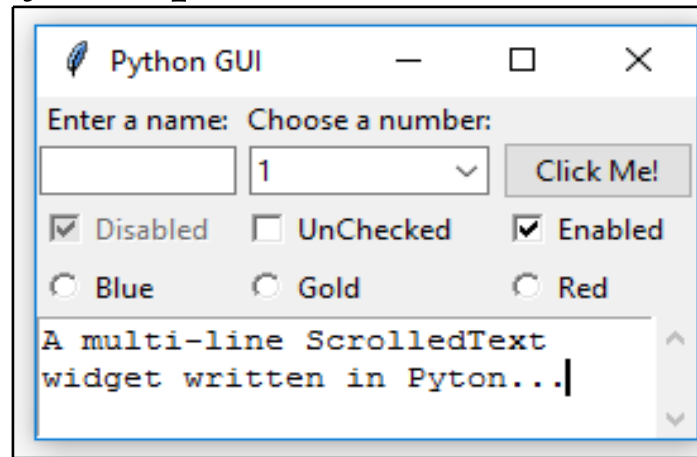 Python GUI
Enter a name: Choose a number:
1 Click Me!
Disabled UnChecked Enabled
Blue Gold Red
A multi-line ScrolledText
widget written in Pyton...